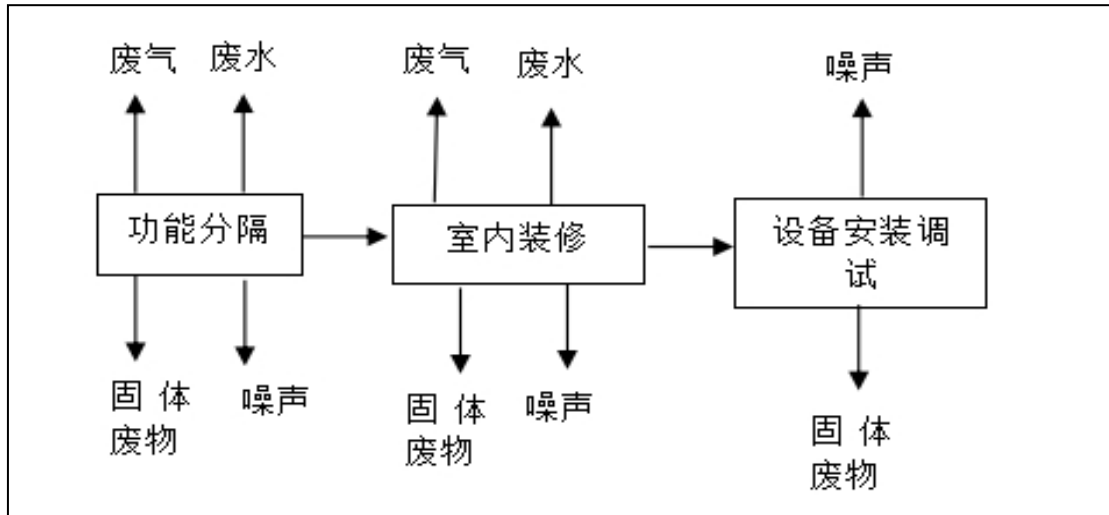 废气 废水 废气 废水 噪声
功能分隔 室内装修 设备安装调
试
固 体 噪声 固 体 噪声 固 体
废物 废物 废物